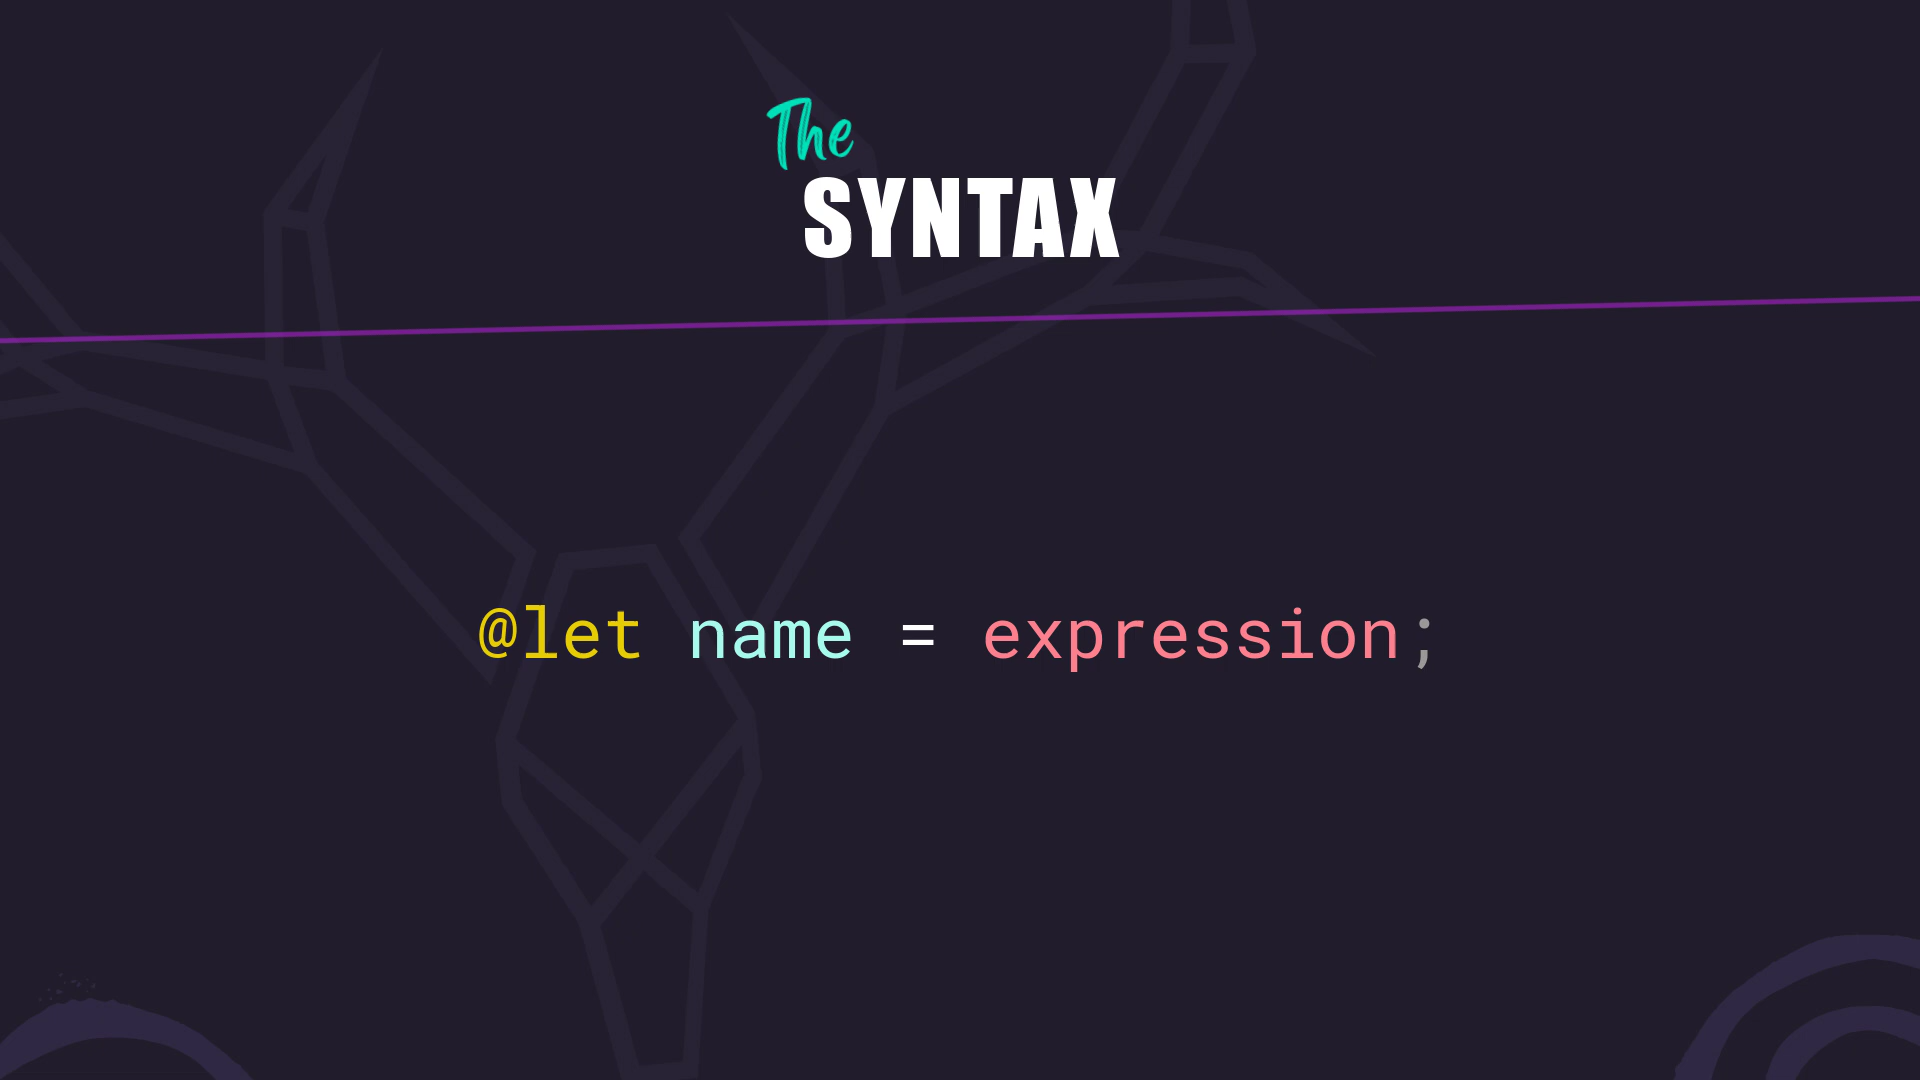 The
SYNTAX
@let name = expression;